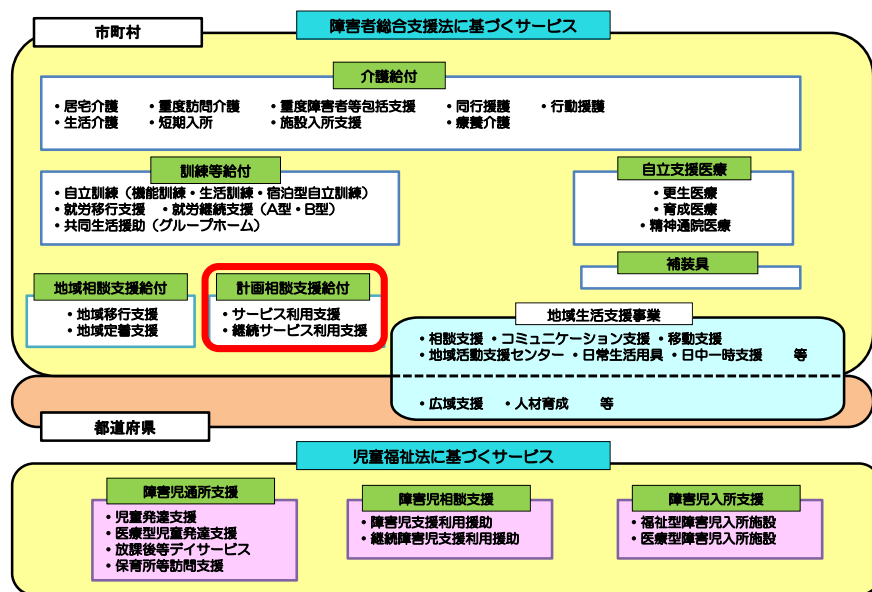 市町村
障害者総合支援法に基づくサービス
介護給付
・居宅介護 ・重度訪問介護 ・重度障害者等包括支援 ・同行援護 ・行動援護
・生活介護 ・短期入所 ・施設入所支援 ・療養介護
訓練等給付
・自立訓練（機能訓練・生活訓練・宿泊型自立訓練）
・就労移行支援 ・就労継続支援（A型・B型）
・共同生活援助（グループホーム）
自立支援医療
・更生医療
・育成医療
・精神通院医療
補装具
地域相談支援給付
・地域移行支援
・地域定着支援
計画相談支援給付
・サービス利用支援
・継続サービス利用支援
地域生活支援事業
・相談支援 ・コミュニケーション支援 ・移動支援
・地域活動支援センター ・日常生活用具 ・日中一時支援 等
・広域支援 ・人材育成 等
都道府県
児童福祉法に基づくサービス
障害児通所支援
・児童発達支援
・医療型児童発達支援
・放課後等デイサービス
・保育所等訪問支援
障害児相談支援
・障害児支援利用援助
・継続障害児支援利用援助
障害児入所支援
・福祉型障害児入所施設
・医療型障害児入所施設